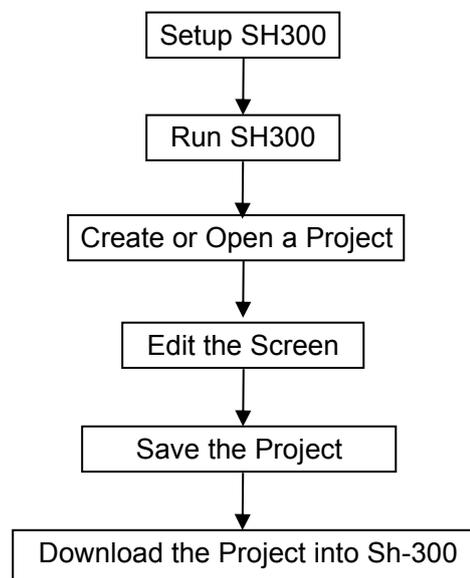 Setup SH300
Run SH300
Create or Open a Project
Edit the Screen
Save the Project
Download the Project into Sh-300